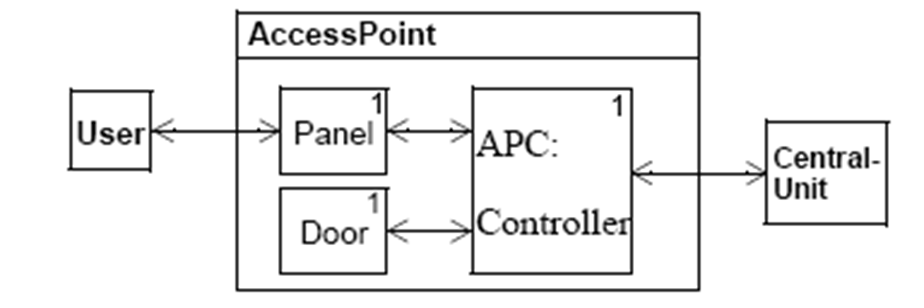 AccessPoint
User
1
Panel
1
APC:
Controller
1
Door
Central-
Unit